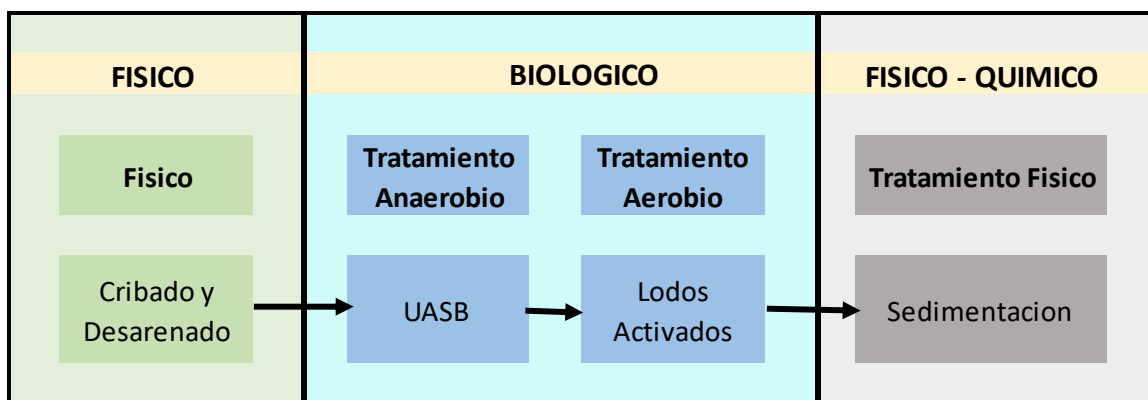 FISICO
BIOLOGICO
FISICO - QUIMICO
Fisico
Tratamiento
Anaerobio
Tratamiento
Aerobio
Tratamiento Fisico
Cribado y
Desarenado
UASB
Lodos
Activados
Sedimentacion